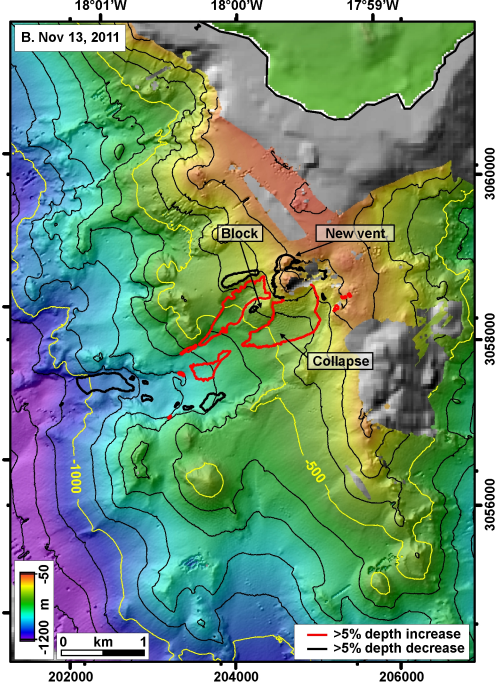 18°01'W 18°00'W 17°59'W
B. Nov 13, 2011
3060000
Block
New vent
3058000
Collapse
-1000
-500
3056000
-50
m
-1200
0 km 1
>5% depth increase
>5% depth decrease
202000 204000 206000